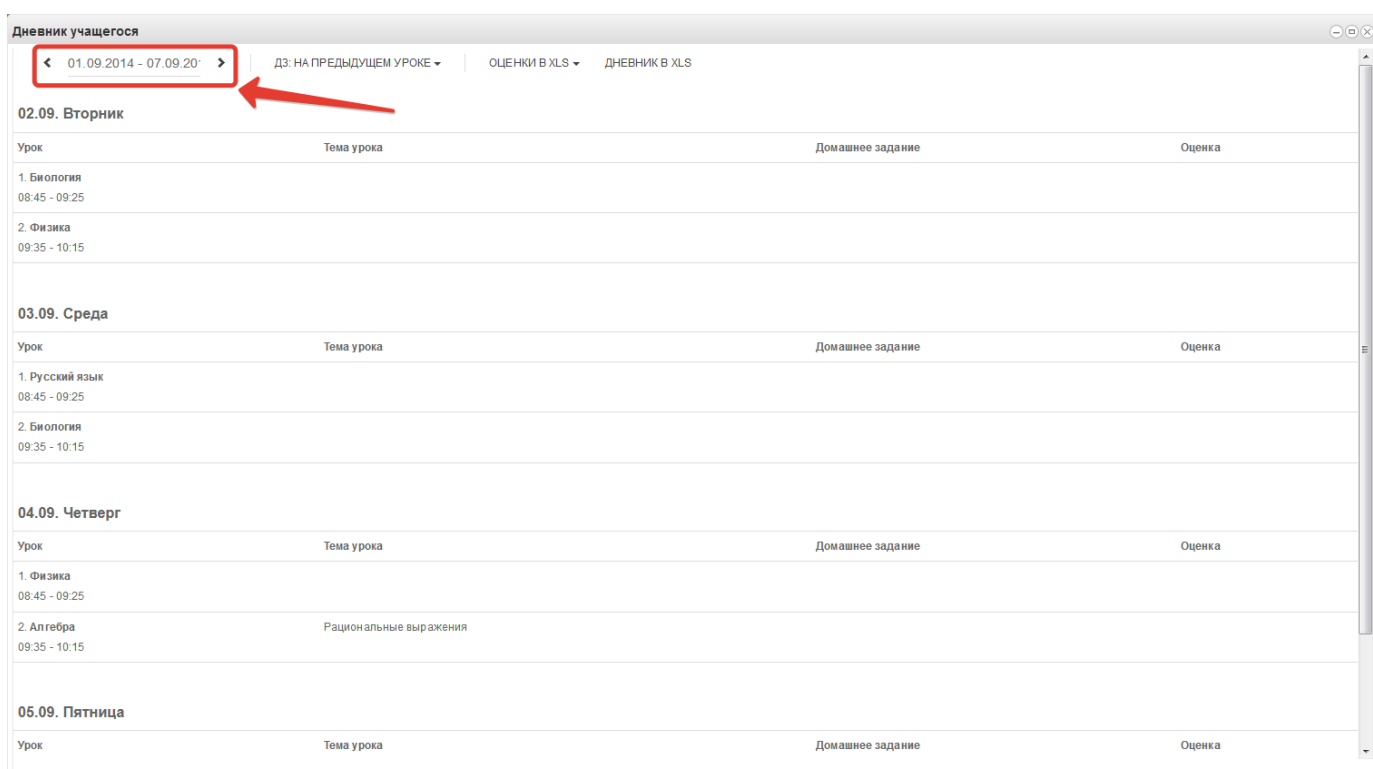 Дневник учащегося
01.09.2014 - 07.09.20 ДЗ: НА ПРЕДЫДУЩЕМ УРОКЕ ОЦЕНКИ В XLS ДНЕВНИК В XLS
02.09. Вторник
Урок Тема урока Домашнее задание Оценка
1. Биология
08:45 - 09:25
2. Физика
09:35 - 10:15
03.09. Среда
Урок Тема урока Домашнее задание Оценка
1. Русский язык
08:45 - 09:25
2. Биология
09:35 - 10:15
04.09. Четверг
Урок Тема урока Домашнее задание Оценка
1. Физика
08:45 - 09:25
2. Алгебра Рациональные выражения
09:35 - 10:15
05.09. Пятница
Урок Тема урока Домашнее задание Оценка